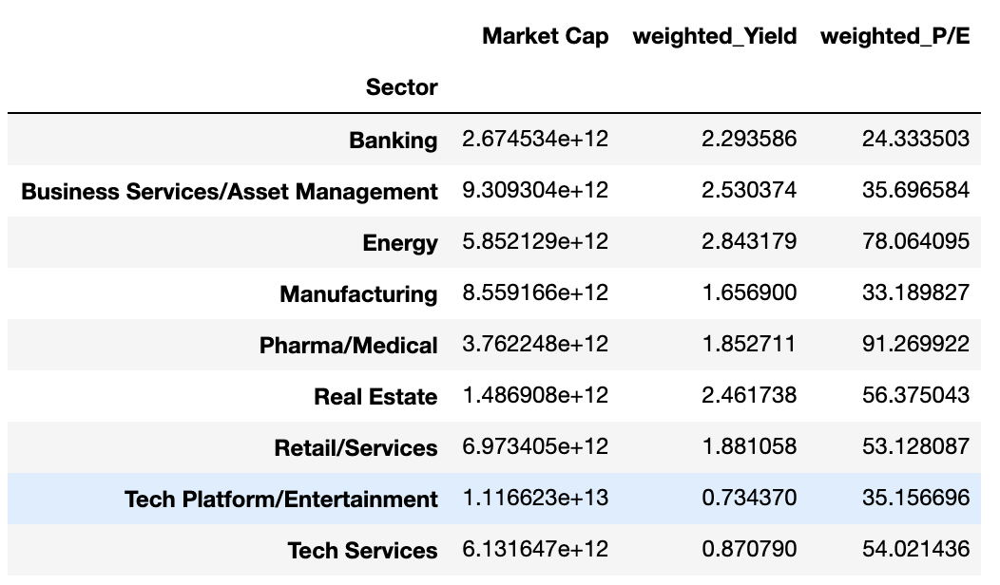 Market Cap weighted_Yield weighted_P/E
Sector
Banking 2.674534e+12 2.293586 24.333503
Business Services/Asset Management 9.309304e+12 2.530374 35.696584
Energy 5.852129e+12 2.843179 78.064095
Manufacturing 8.559166e+12 1.656900 33.189827
Pharma/Medical 3.762248e+12 1.852711 91.269922
Real Estate 1.486908e+12 2.461738 56.375043
Retail/Services 6.973405e+12 1.881058 53.128087
Tech Platform/Entertainment 1.116623e+13 0.734370 35.156696
Tech Services 6.131647e+12 0.870790 54.021436